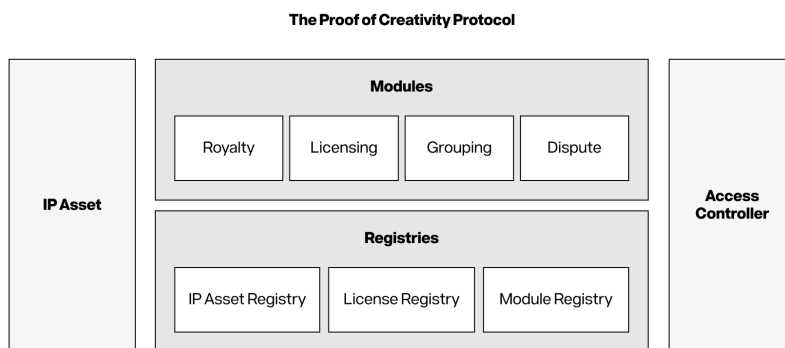 The Proof of Creativity Protocol
IP Asset
Modules
Royalty
Licensing
Grouping
Dispute
Registries
IP Asset Registry
License Registry
Module Registry
Access
Controller